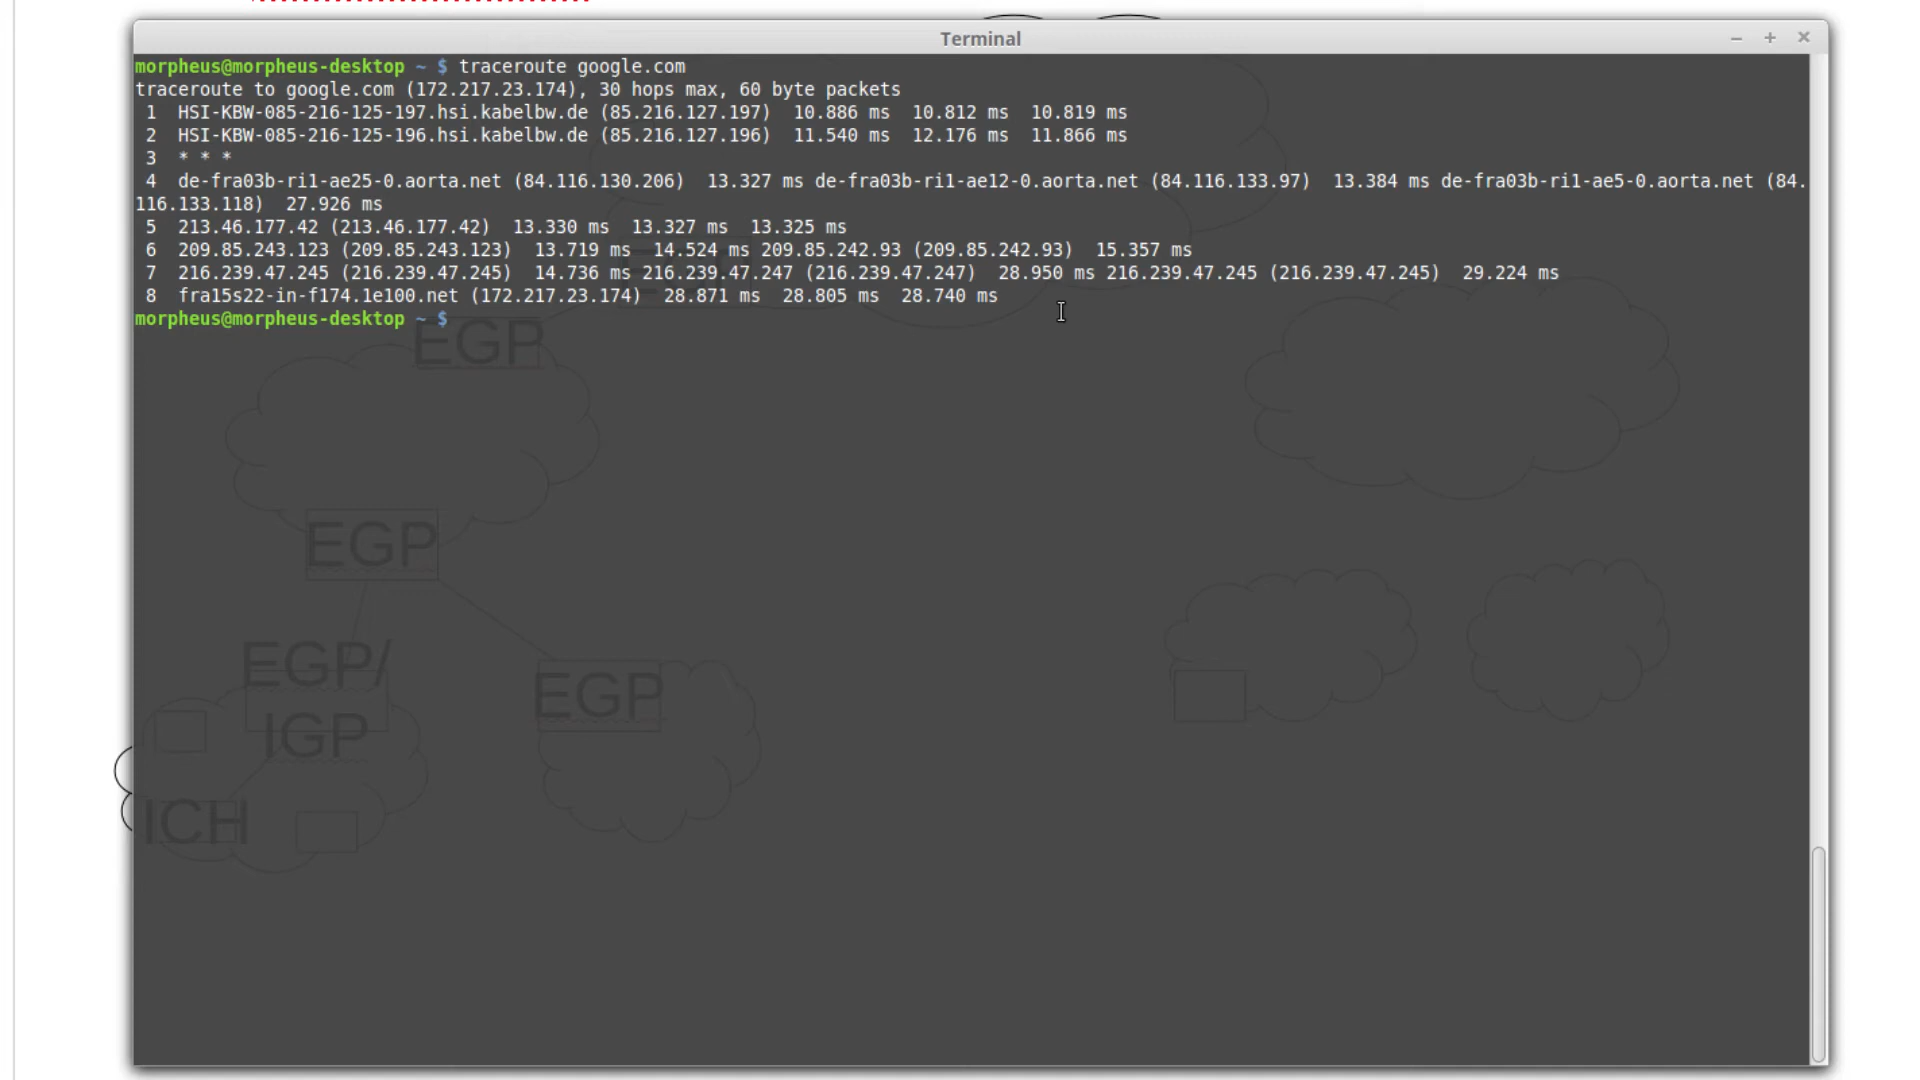 Terminal
morpheus@morpheus-desktop ~ $ traceroute google.com
traceroute to google.com (172.217.23.174), 30 hops max, 60 byte packets
1 HSI-KBW-085-216-125-197.hsi.kabelbw.de (85.216.127.197) 10.886 ms 10.812 ms 10.819 ms
2 HSI-KBW-085-216-125-196.hsi.kabelbw.de (85.216.127.196) 11.540 ms 12.176 ms 11.866 ms
3 * * *
4 de-fra03b-ri1-ae25-0.aorta.net (84.116.130.206) 13.327 ms de-fra03b-ri1-ae12-0.aorta.net (84.116.133.97) 13.384 ms de-fra03b-ri1-ae5-0.aorta.net (84.
116.133.118) 27.926 ms
5 213.46.177.42 (213.46.177.42) 13.330 ms 13.327 ms 13.325 ms
6 209.85.243.123 (209.85.243.123) 13.719 ms 14.524 ms 209.85.242.93 (209.85.242.93) 15.357 ms
7 216.239.47.245 (216.239.47.245) 14.736 ms 216.239.47.247 (216.239.47.247) 28.950 ms 216.239.47.245 (216.239.47.245) 29.224 ms
8 fra15s22-in-f174.1e100.net (172.217.23.174) 28.871 ms 28.805 ms 28.740 ms
morpheus@morpheus-desktop ~ $
EGP
EGP
EGP/
IGP
EGP
ICH